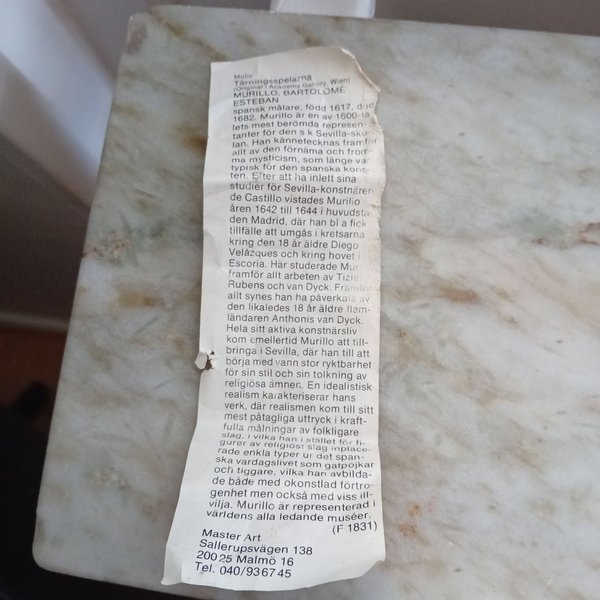 Motiv:
Tärningsspelarna
(Original i Academy Gallery, Wien)
MURILLO, BARTOLOMÉ
ESTEBAN
spansk målare, född 1617, död
1682. Murillo är en av 1600-ta-
lets mest berömda represen-
tanter för den s k Sevilla-sko-
lan. Han kännetecknas framför
allt av den förnäma och from-
ma mysticism, som länge var
typisk för den spanska kons-
ten. Efter att ha inlett sina
studier för Sevilla-konstnären
de Castillo vistades Murillo
åren 1642 till 1644 i huvudsta-
den Madrid, där han bl a fick
tillfälle att umgås i kretsarna
kring den 18 år äldre Diego
Velázques och kring hovet i
Escoria. Här studerade Mur
framför allt arbeten av Tizia
Rubens och van Dyck. Framför
allt synes han ha påverkats av
den likaledes 18 år äldre flam-
ländaren Anthonis van Dyck.
Hela sitt aktiva konstnärsliv
kom emellertid Murillo att till-
bringa i Sevilla, där han till att
börja med vann stor ryktbarhet
för sin stil och sin tolkning av
religiösa ämnen. En idealistisk
realism karakteriserar hans
verk, där realismen kom till sitt
mest påtagliga uttryck i kraft-
fulla målningar av folkligare
slag, i vilka han i stället för fi-
gurer av religiöst slag inplace-
rade enkla typer ur det span-
ska vardagslivet som gatpojkar
och tiggare, vilka han avbilda-
de både med okonstlad förtro-
genhet men också med viss ill-
vilja. Murillo är representerad i
världens alla ledande muséer.
(F 1831)
Master Art
Sallerupsvägen 138
200 25 Malmö 16
Tel. 040/93 67 45